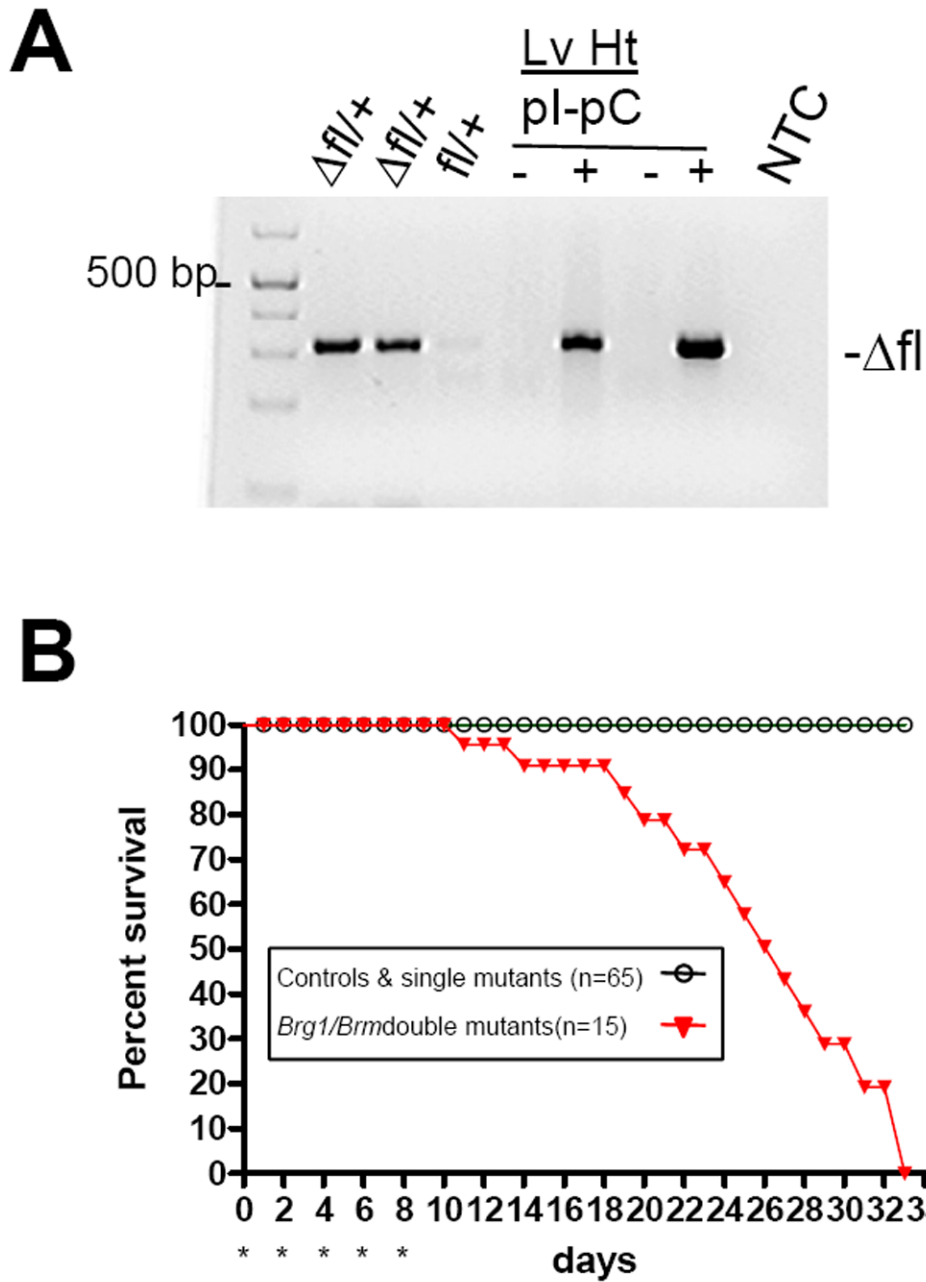 A
Lv Ht
pI-pC
Δfl/+ Δfl/+ fl/+ - + - + NTC
500 bp-
-Δfl
B
Percent survival
100
90
80
70
60
50
40
30
20
10
0
Controls & single mutants (n=65)
Brg1/Brmdouble mutants(n=15)
0 2 4 6 8 10 12 14 16 18 20 22 24 26 28 30 32 3
* * * * *
days